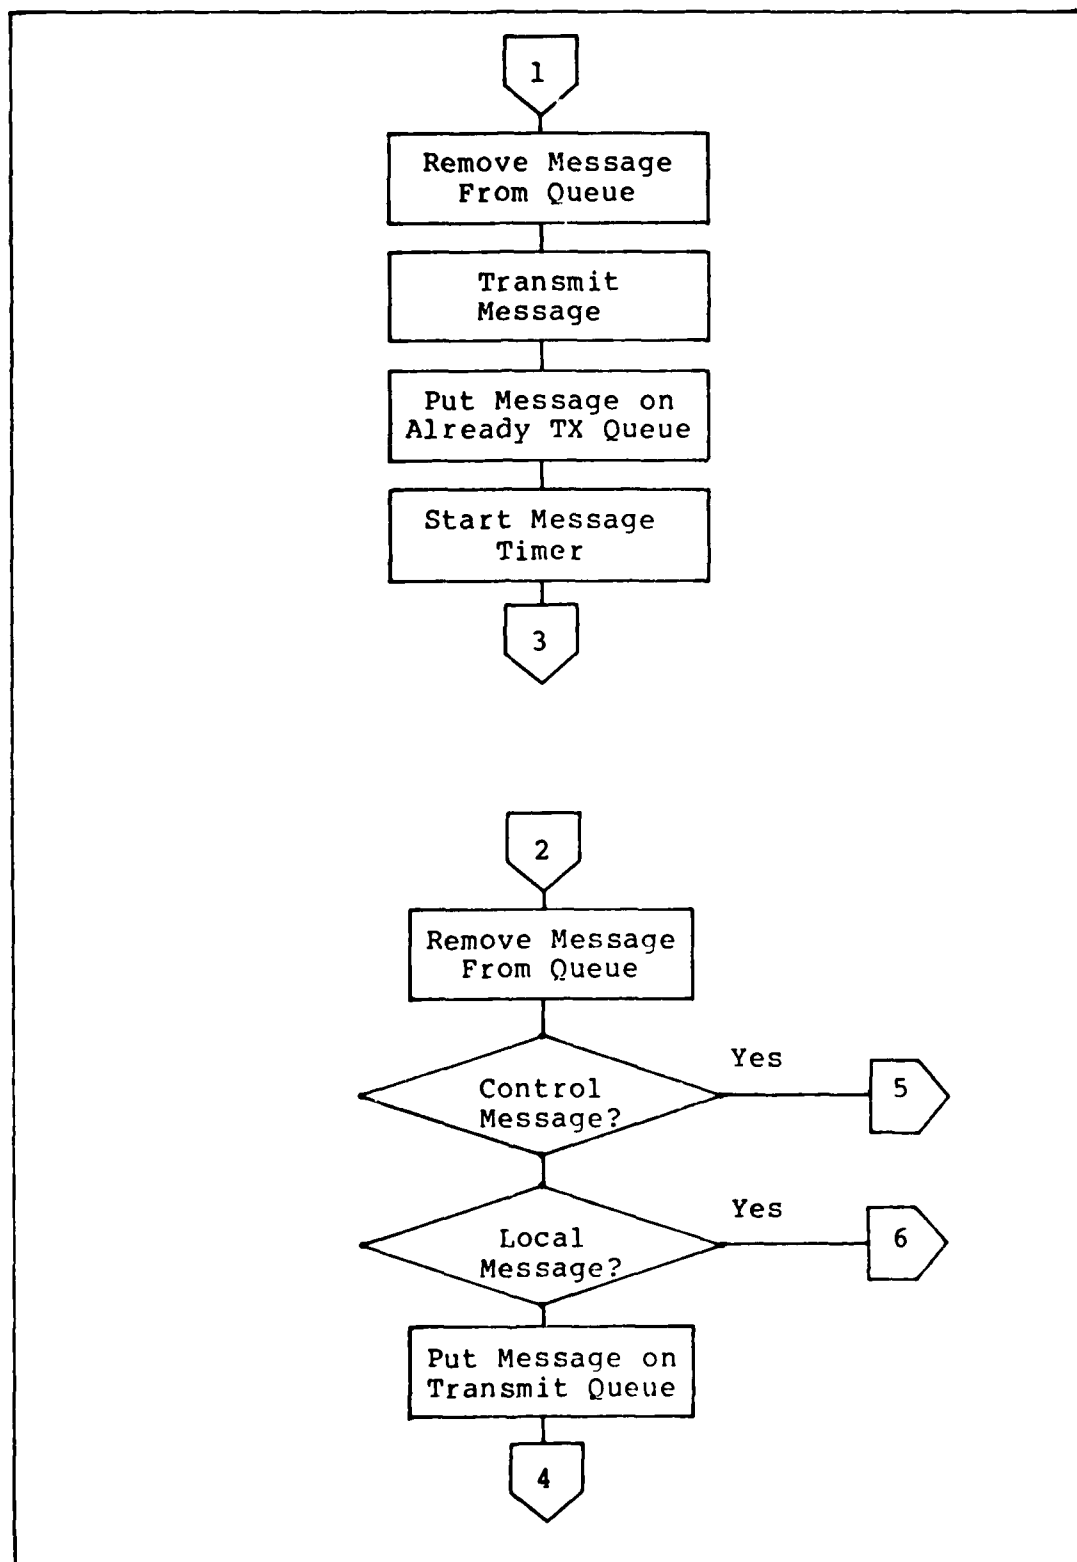 1
Remove Message
From Queue
Transmit
Message
Put Message on
Already TX Queue
Start Message
Timer
3
2
Remove Message
From Queue
Yes
Control
Message?
5
Yes
Local
Message?
6
Put Message on
Transmit Queue
4